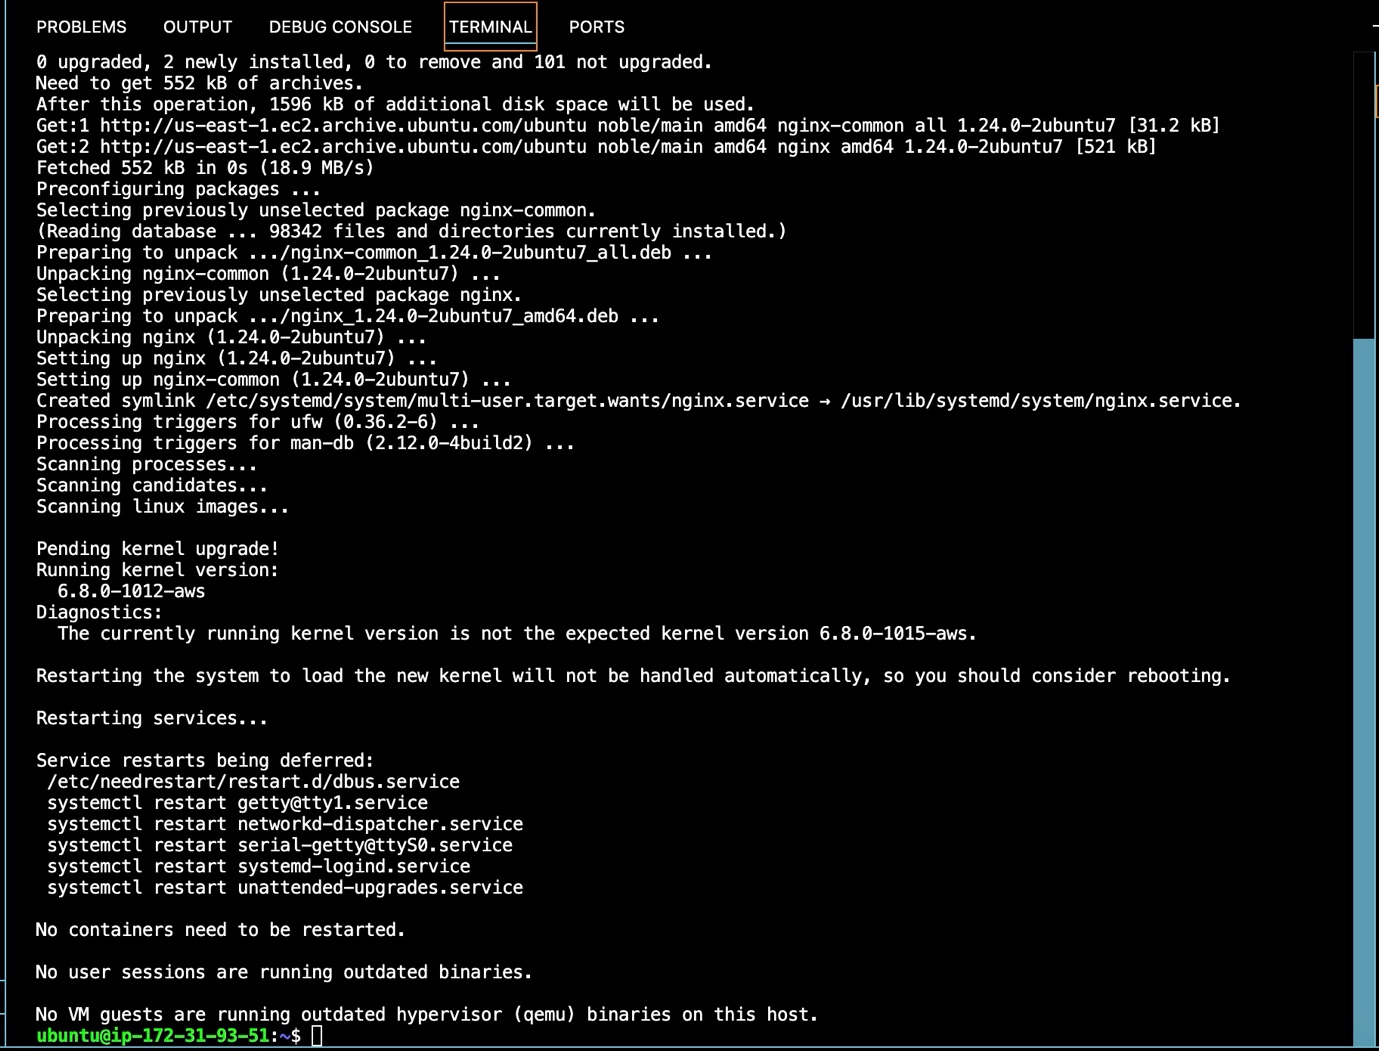 PROBLEMS OUTPUT DEBUG CONSOLE TERMINAL PORTS
0 upgraded, 2 newly installed, 0 to remove and 101 not upgraded.
Need to get 552 kB of archives.
After this operation, 1596 kB of additional disk space will be used.
Get:1 http://us-east-1.ec2.archive.ubuntu.com/ubuntu noble/main amd64 nginx-common all 1.24.0-2ubuntu7 [31.2 kB]
Get:2 http://us-east-1.ec2.archive.ubuntu.com/ubuntu noble/main amd64 nginx amd64 1.24.0-2ubuntu7 [521 kB]
Fetched 552 kB in 0s (18.9 MB/s)
Preconfiguring packages ...
Selecting previously unselected package nginx-common.
(Reading database ... 98342 files and directories currently installed.)
Preparing to unpack .../nginx-common_1.24.0-2ubuntu7_all.deb ...
Unpacking nginx-common (1.24.0-2ubuntu7) ...
Selecting previously unselected package nginx.
Preparing to unpack .../nginx_1.24.0-2ubuntu7_amd64.deb ...
Unpacking nginx (1.24.0-2ubuntu7) ...
Setting up nginx (1.24.0-2ubuntu7) ...
Setting up nginx-common (1.24.0-2ubuntu7) ...
Created symlink /etc/systemd/system/multi-user.target.wants/nginx.service → /usr/lib/systemd/system/nginx.service.
Processing triggers for ufw (0.36.2-6) ...
Processing triggers for man-db (2.12.0-4build2) ...
Scanning processes...
Scanning candidates...
Scanning linux images...
Pending kernel upgrade!
Running kernel version:
6.8.0-1012-aws
Diagnostics:
The currently running kernel version is not the expected kernel version 6.8.0-1015-aws.
Restarting the system to load the new kernel will not be handled automatically, so you should consider rebooting.
Restarting services...
Service restarts being deferred:
/etc/needrestart/restart.d/dbus.service
systemctl restart getty@tty1.service
systemctl restart networkd-dispatcher.service
systemctl restart serial-getty@ttyS0.service
systemctl restart systemd-logind.service
systemctl restart unattended-upgrades.service
No containers need to be restarted.
No user sessions are running outdated binaries.
No VM guests are running outdated hypervisor (qemu) binaries on this host.
ubuntu@ip-172-31-93-51:~$